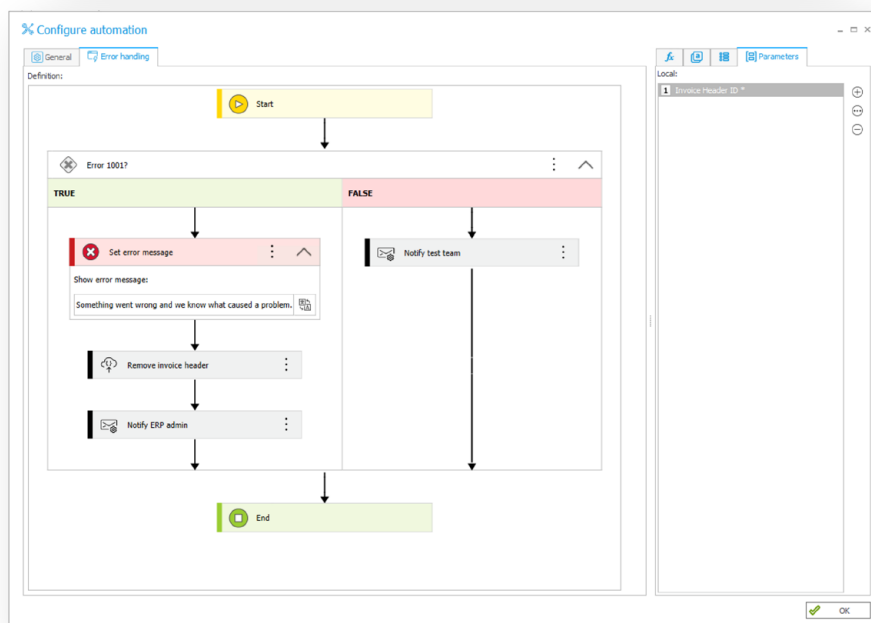 Configure automation
General
Error handling
fx
Parameters
Definition:
Local:
Start
1 Invoice Header ID *
Error 1001?
TRUE
FALSE
Set error message
Notify test team
Show error message:
Something went wrong and we know what caused a problem.
Remove invoice header
Notify ERP admin
End
OK